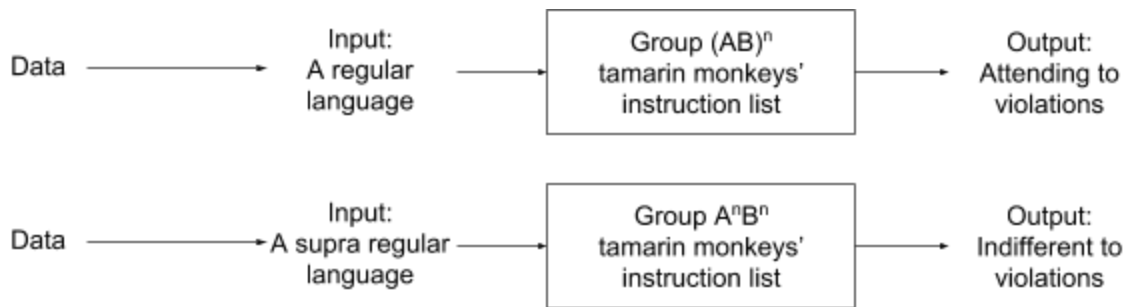 Data
Input:
A regular
language
Group (AB)ⁿ
tamarin monkeys’
instruction list
Output:
Attending to
violations
Data
Input:
A supra regular
language
Group AⁿBⁿ
tamarin monkeys’
instruction list
Output:
Indifferent to
violations